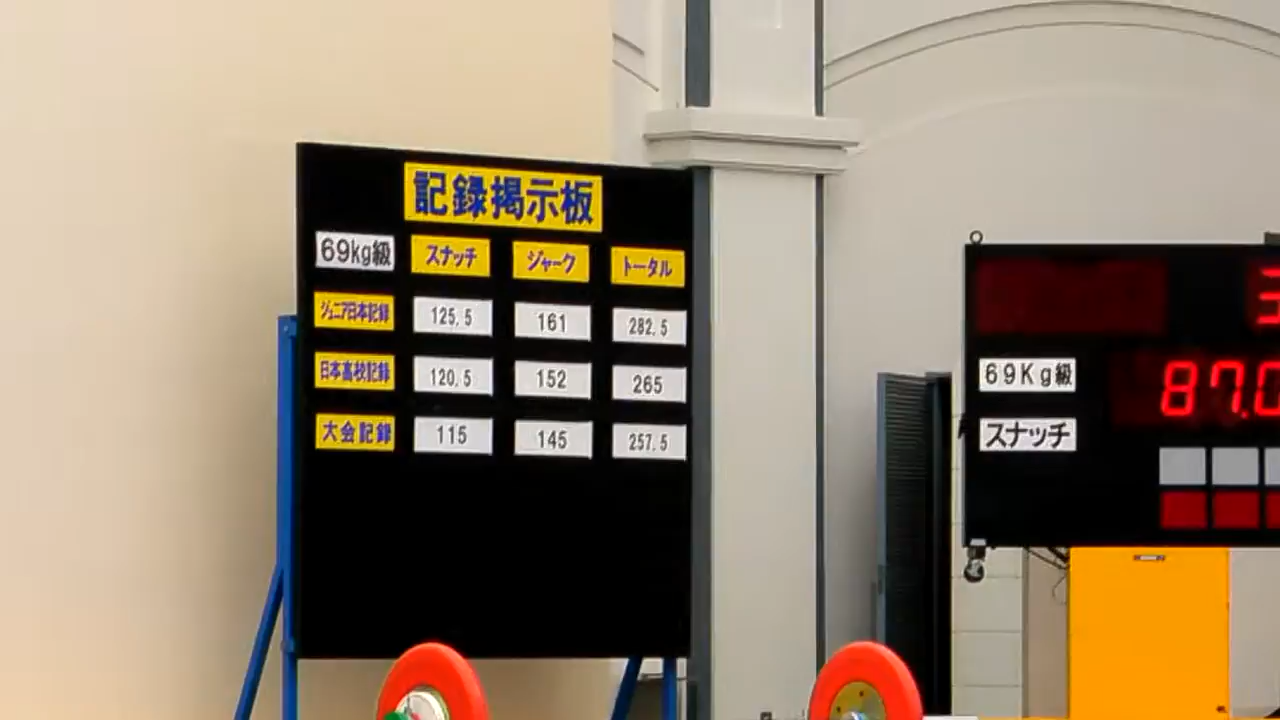 記録掲示板
69kg級 スナッチ ジャーク トータル
ジュニア日本記録 125.5 161 282.5
日本高校記録 120.5 152 265
大会記録 115 145 257.5
69Kg級 87.0
スナッチ